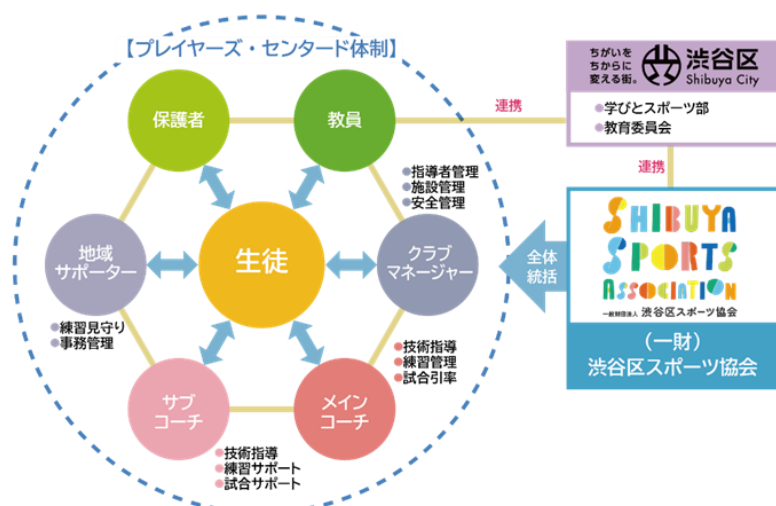 【プレイヤーズ・センタード体制】
保護者
教員
連携
ちがいを
ちからに
変える街。
渋谷区
Shibuya City
●学びとスポーツ部
●教育委員会
連携
●指導者管理
●施設管理
●安全管理
地域
サポーター
生徒
クラブ
マネージャー
全体
統括
SHIBUYA
SPORTS
ASSOCIATION
一般財団法人 渋谷区スポーツ協会
(一財)
渋谷区スポーツ協会
●練習見守り
●事務管理
●技術指導
●練習管理
●試合引率
サブ
コーチ
メイン
コーチ
●技術指導
●練習サポート
●試合サポート